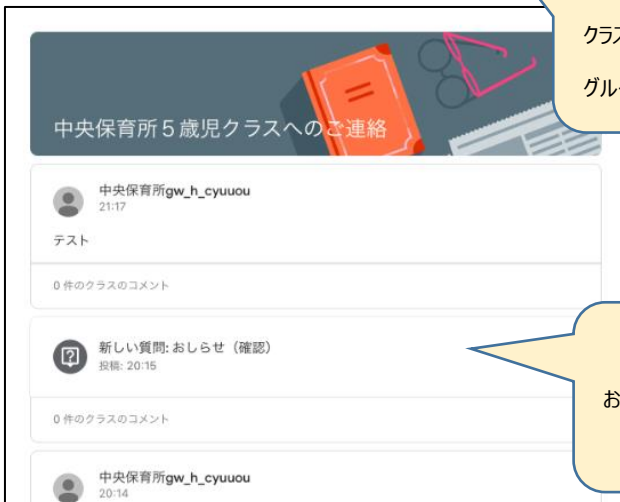 クラス
グルー
中央保育所５歳児クラスへのご連絡
中央保育所gw_h_cyuuou
21:17
テスト
0 件のクラスのコメント
新しい質問: おしらせ（確認）
投稿: 20:15
お
0 件のクラスのコメント
中央保育所gw_h_cyuuou
20:14